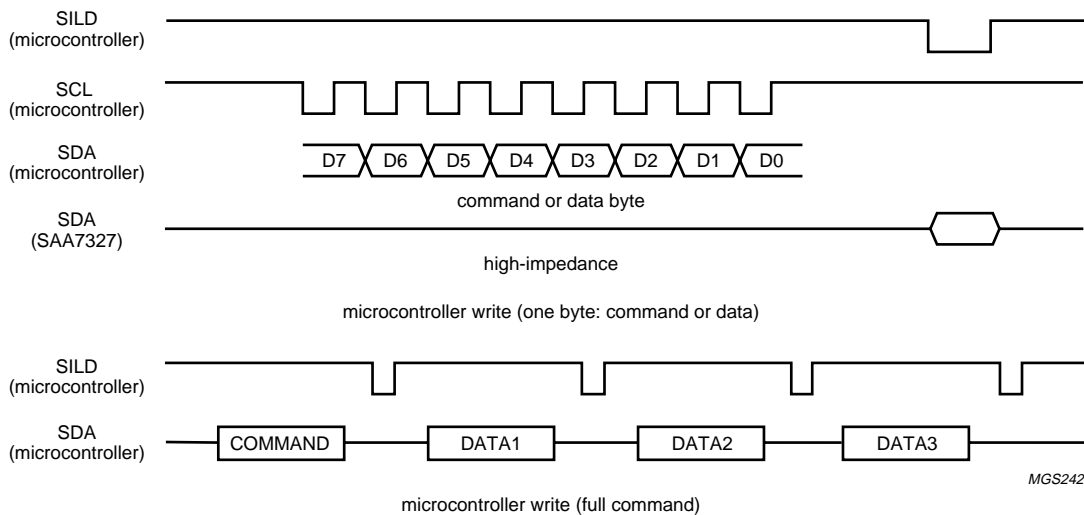 SILD
(microcontroller)
SCL
(microcontroller)
SDA
(microcontroller)
D7 D6 D5 D4 D3 D2 D1 D0
command or data byte
SDA
(SAA7327)
high-impedance
microcontroller write (one byte: command or data)
SILD
(microcontroller)
SDA
(microcontroller)
COMMAND DATA1 DATA2 DATA3
MGS242
microcontroller write (full command)